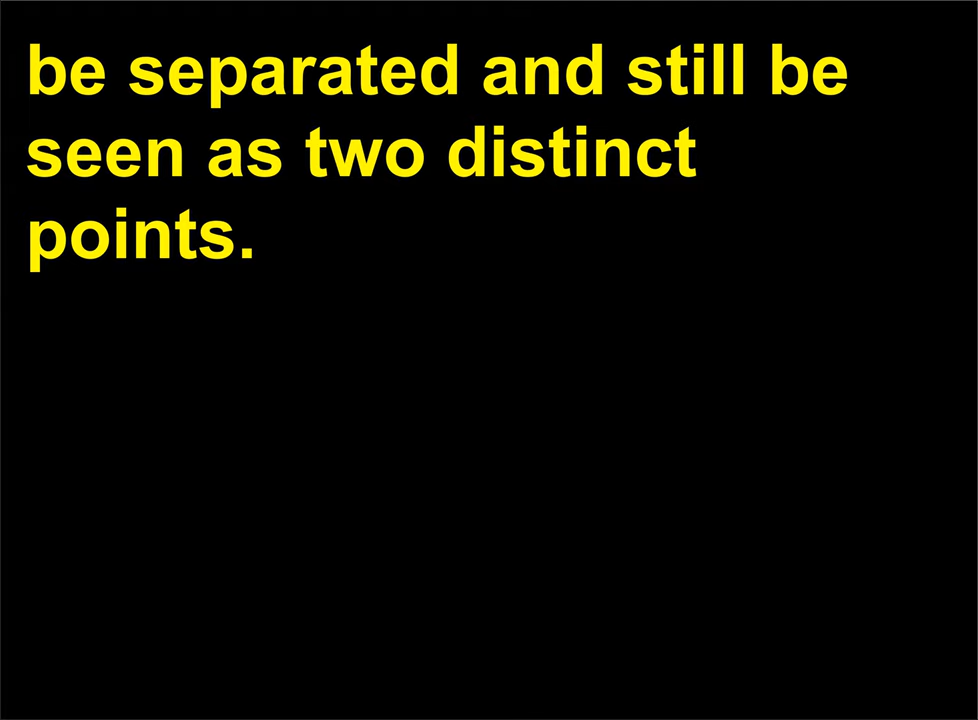 be separated and still be
seen as two distinct
points.